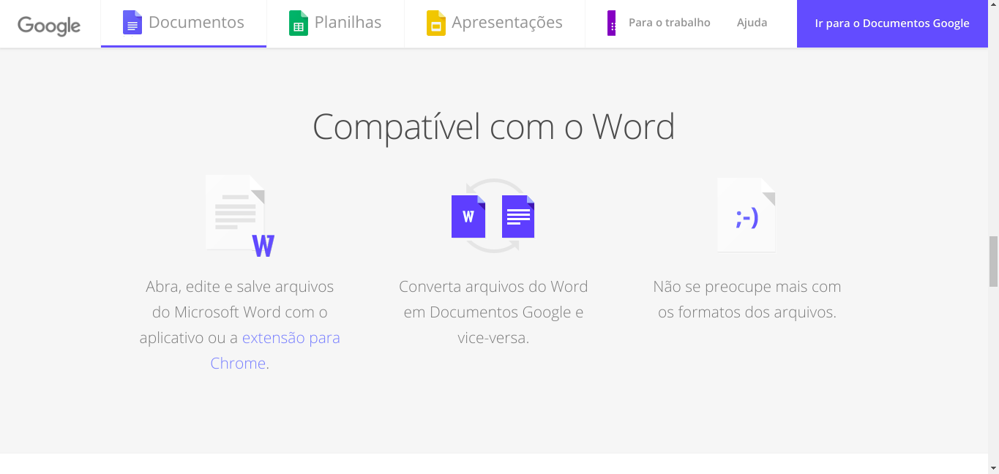 Google Documentos Planilhas Apresentações Para o trabalho Ajuda Ir para o Documentos Google
Compatível com o Word
W
W
;-)
Abra, edite e salve arquivos
do Microsoft Word com o
aplicativo ou a extensão para
Chrome.
Converta arquivos do Word
em Documentos Google e
vice-versa.
Não se preocupe mais com
os formatos dos arquivos.